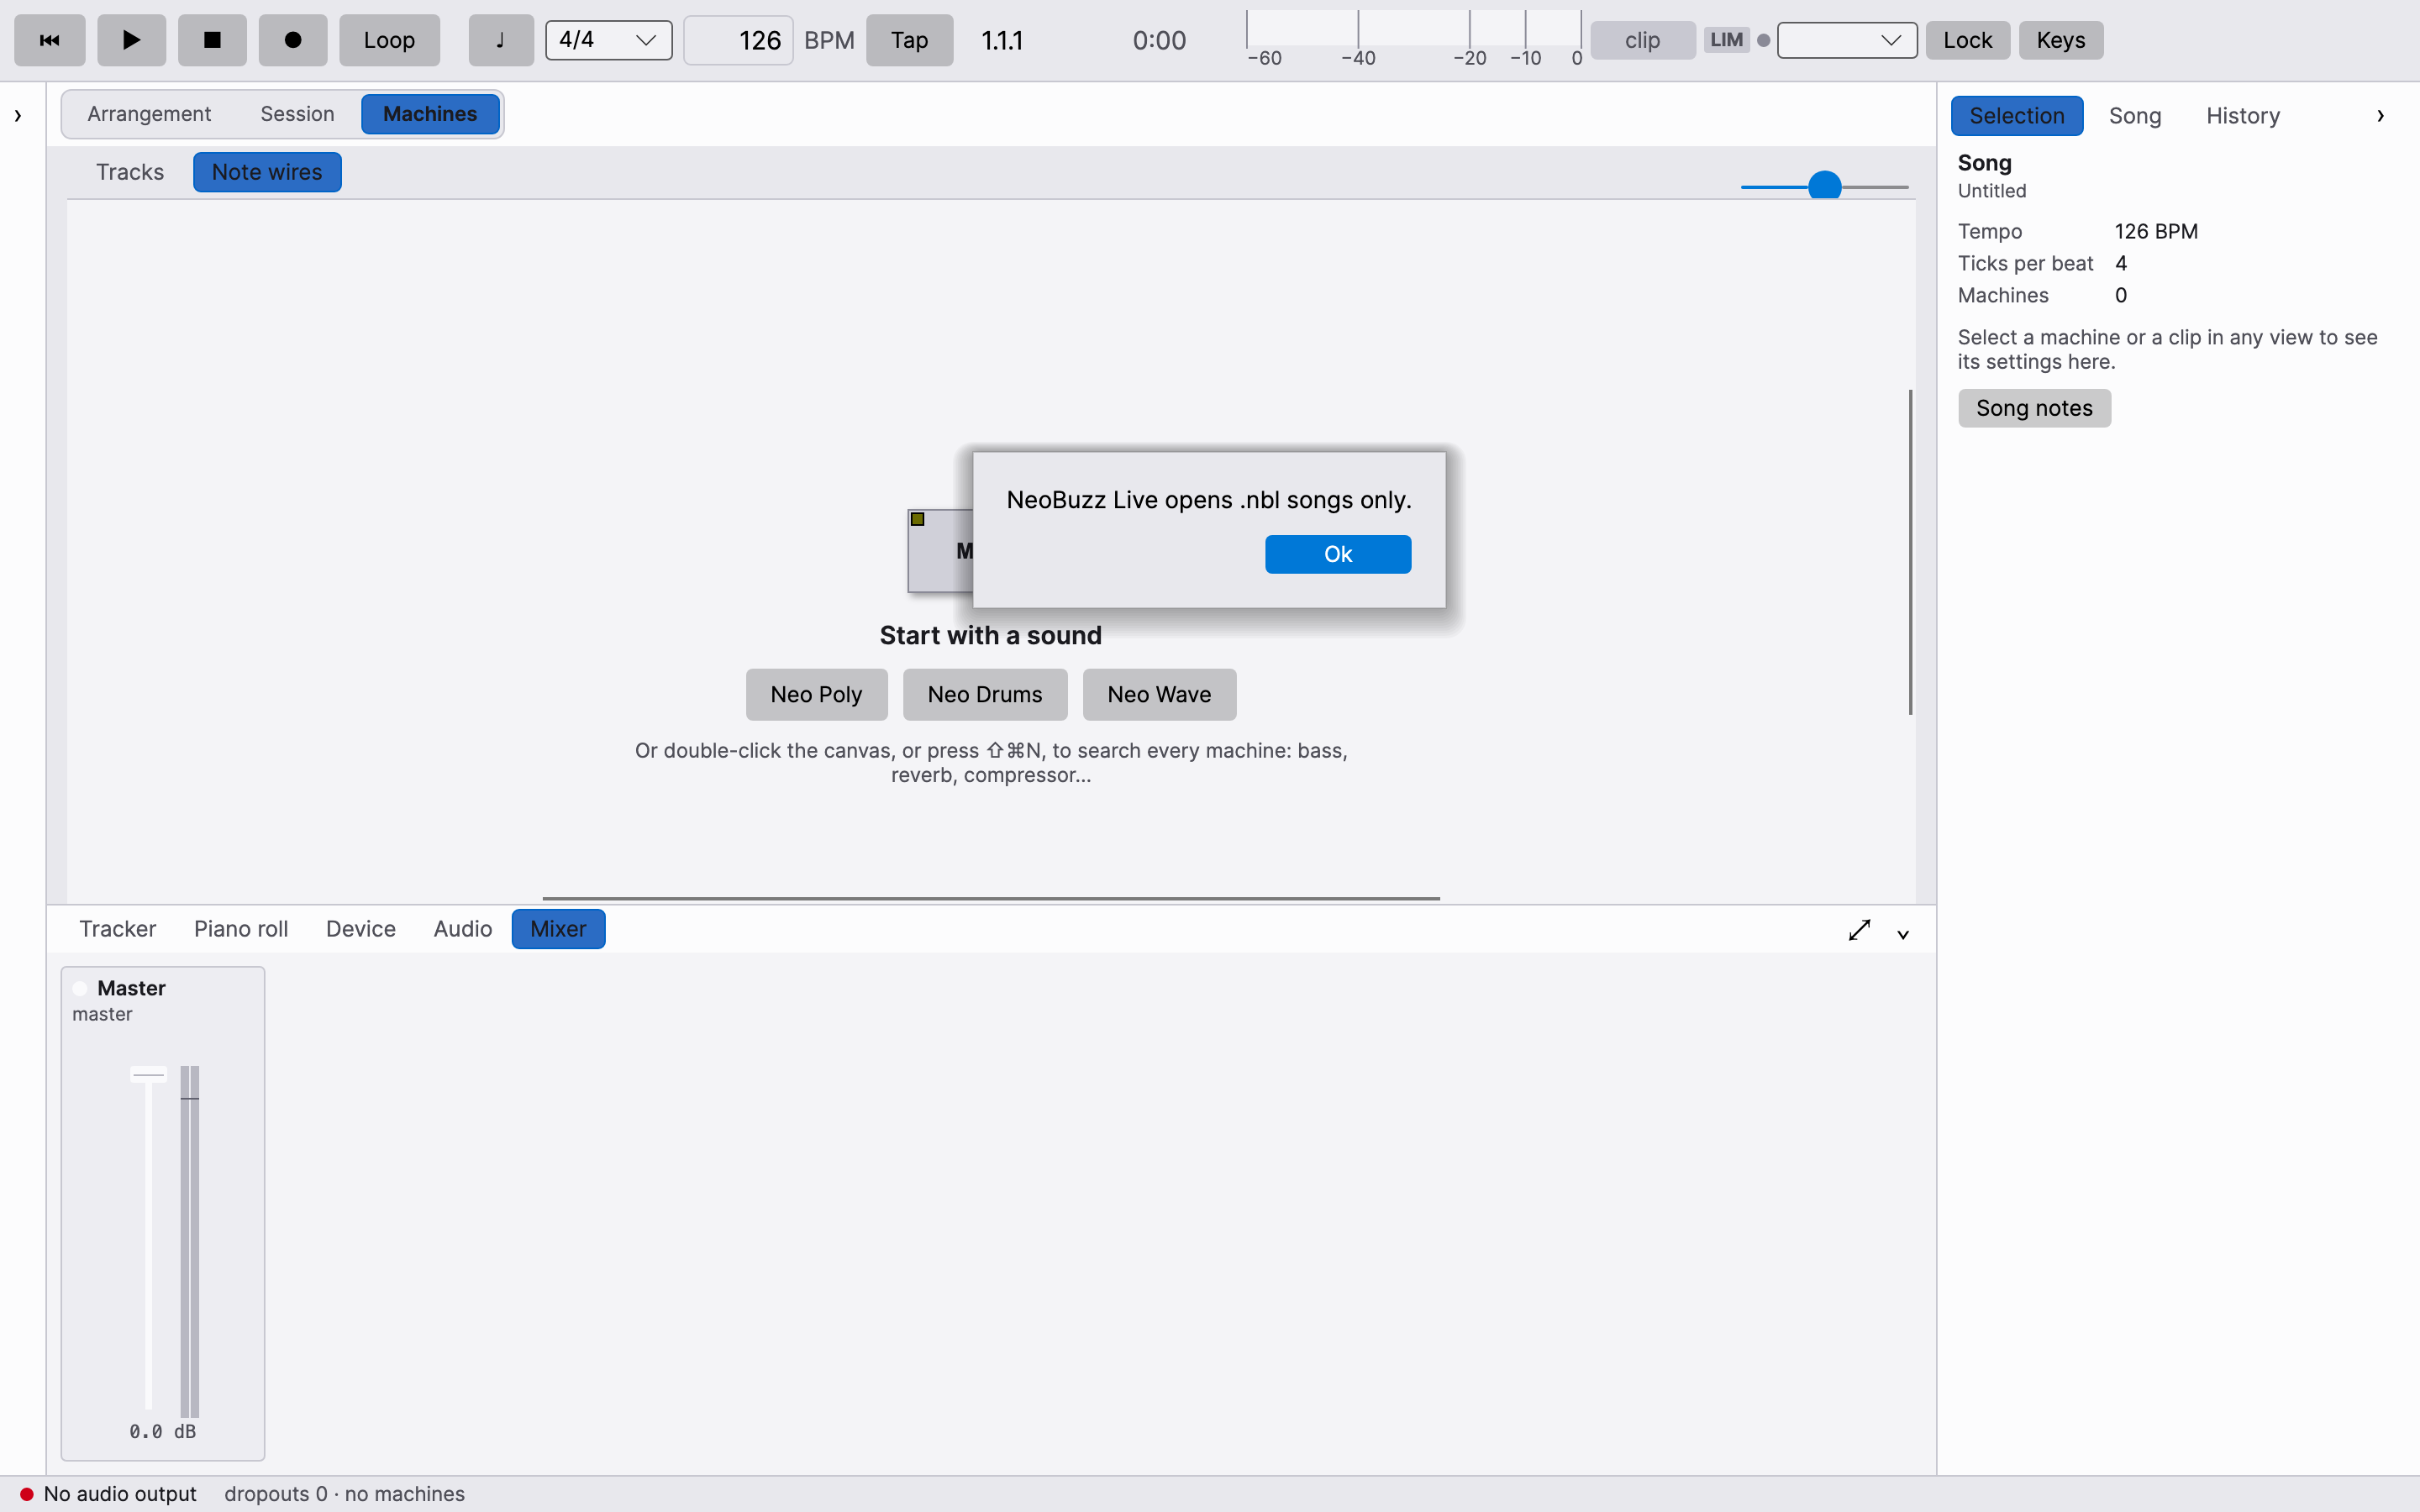 Loop
4/4
126 BPM
Tap
1.1.1
0:00
−60 −40 −20 −10 0
clip
LIM
Lock
Keys
Arrangement Session Machines
Tracks Note wires
Selection Song History
Song
Untitled
Tempo 126 BPM
Ticks per beat 4
Machines 0
Select a machine or a clip in any view to see
its settings here.
Song notes
NeoBuzz Live opens .nbl songs only.
Ok
M
Start with a sound
Neo Poly Neo Drums Neo Wave
Or double-click the canvas, or press ⇧⌘N, to search every machine: bass,
reverb, compressor...
Tracker Piano roll Device Audio Mixer
Master
master
0.0 dB
No audio output dropouts 0 · no machines